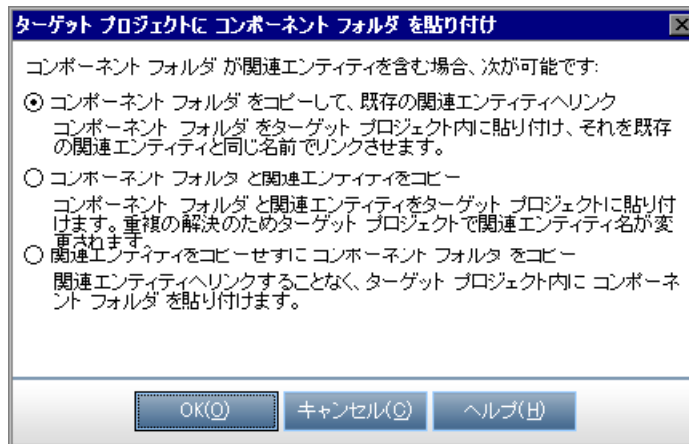 ターゲット プロジェクトに コンポーネント フォルダ を貼り付け
コンポーネント フォルダ が関連エンティティを含む場合、次が可能です:
コンポーネント フォルダ をコピーして、既存の関連エンティティへリンク
コンポーネント フォルダ をターゲット プロジェクト内に貼り付け、それを既存
の関連エンティティと同じ名前でリンクさせます。
コンポーネント フォルダ と関連エンティティをコピー
コンポーネント フォルダ と関連エンティティをターゲット プロジェクトに貼り付
けます。重複の解決のためターゲット プロジェクトで関連エンティティ名が変
更されます。
関連エンティティをコピーせずに コンポーネント フォルダ をコピー
関連エンティティへリンクすることなく、ターゲット プロジェクト内に コンポーネ
ント フォルダ を貼り付けます。
OK(O) キャンセル(C) ヘルプ(H)